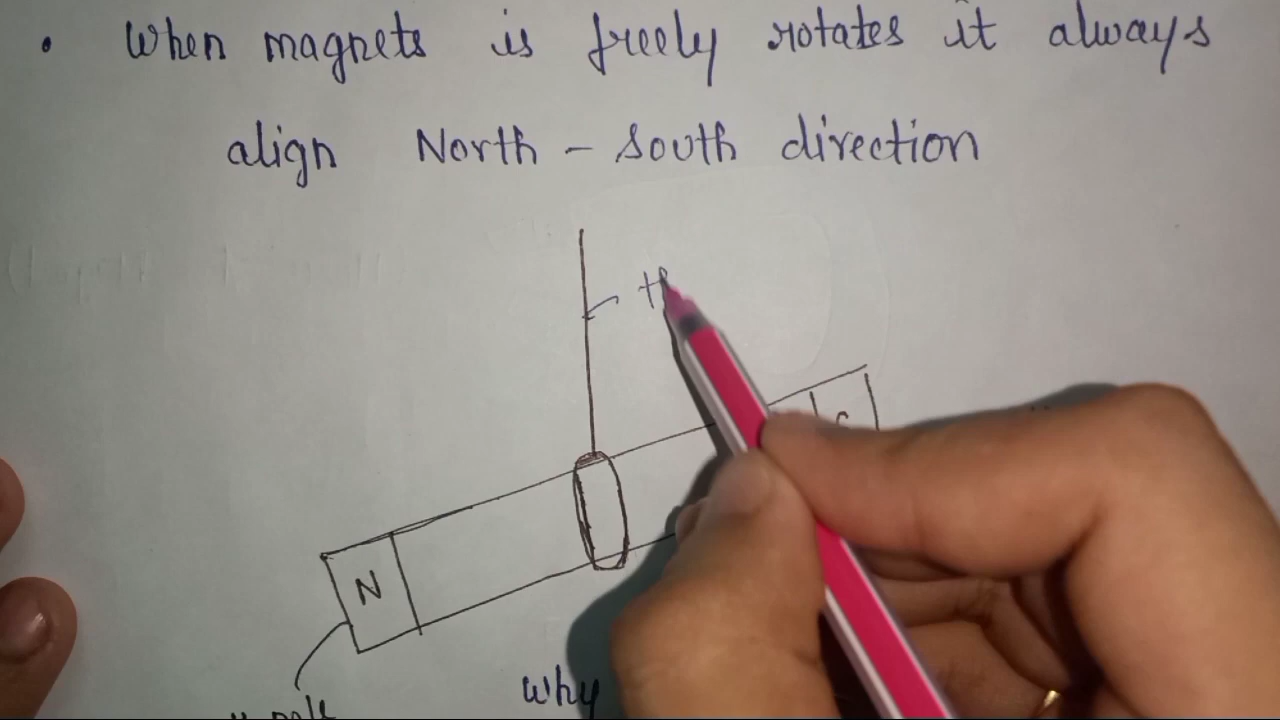 • When magnets is freely rotates it always
align North - South direction
N
why